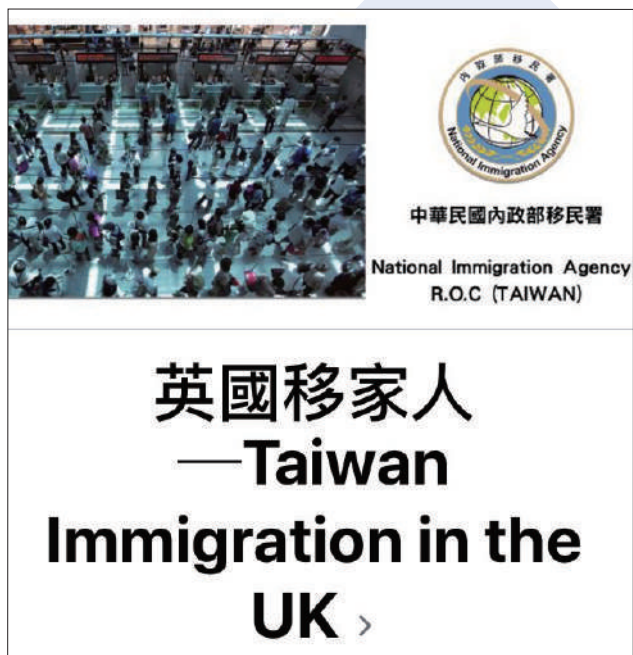 內政部移民署
National Immigration Agency
中華民國內政部移民署
National Immigration Agency
R.O.C (TAIWAN)
英國移家人
—Taiwan
Immigration in the
UK >